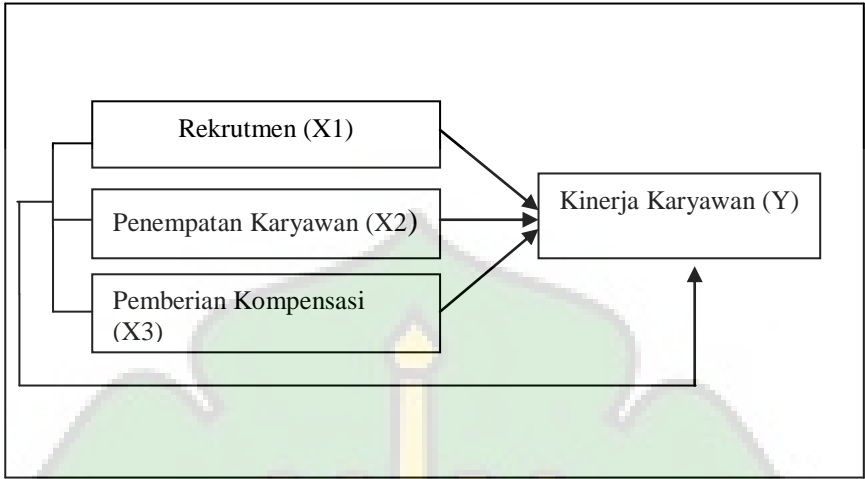 Rekrutmen (X1)
Penempatan Karyawan (X2)
Kinerja Karyawan (Y)
Pemberian Kompensasi
(X3)